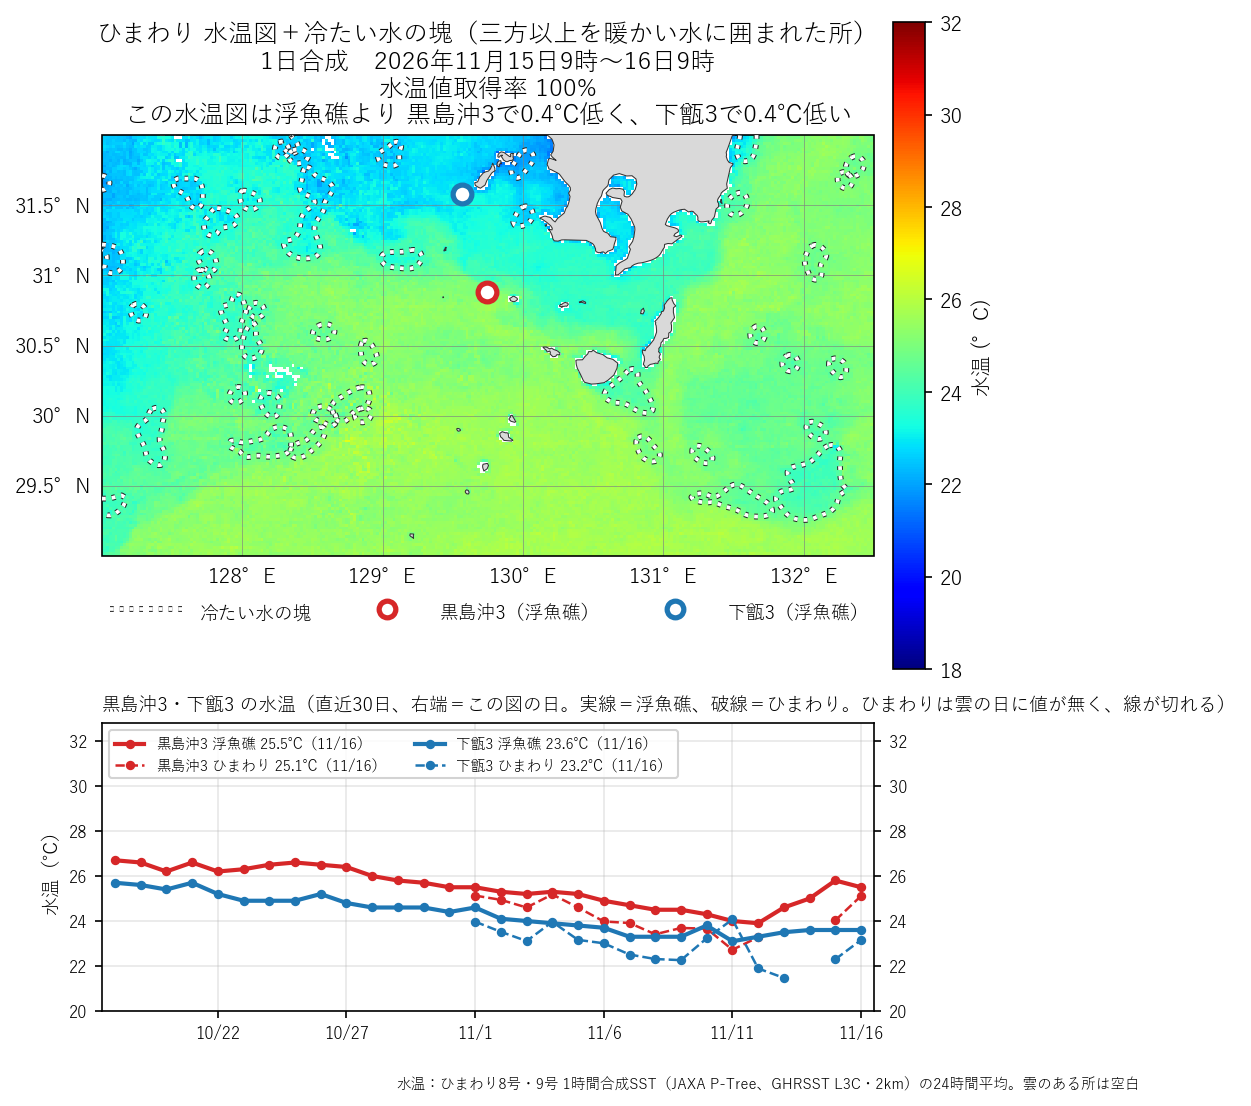 ひまわり 水温図＋冷たい水の塊（三方以上を暖かい水に囲まれた所）
1日合成　2026年11月15日9時～16日9時
水温値取得率 100%
この水温図は浮魚礁より 黒島沖3で0.4℃低く、下甑3で0.4℃低い
31.5°N
31°N
30.5°N
30°N
29.5°N
128°E
129°E
130°E
131°E
132°E
冷たい水の塊
黒島沖3（浮魚礁）
下甑3（浮魚礁）
32
30
28
26
24
22
20
18
水温（°C）
黒島沖3・下甑3 の水温（直近30日、右端＝この図の日。実線＝浮魚礁、破線＝ひまわり。ひまわりは雲の日に値が無く、線が切れる）
黒島沖3 浮魚礁 25.5℃（11/16）
黒島沖3 ひまわり 25.1℃（11/16）
下甑3 浮魚礁 23.6℃（11/16）
下甑3 ひまわり 23.2℃（11/16）
水温（℃）
32
30
28
26
24
22
20
32
30
28
26
24
22
20
10/22
10/27
11/1
11/6
11/11
11/16
水温：ひまわり8号・9号 1時間合成SST（JAXA P-Tree、GHRSST L3C・2km）の24時間平均。雲のある所は空白